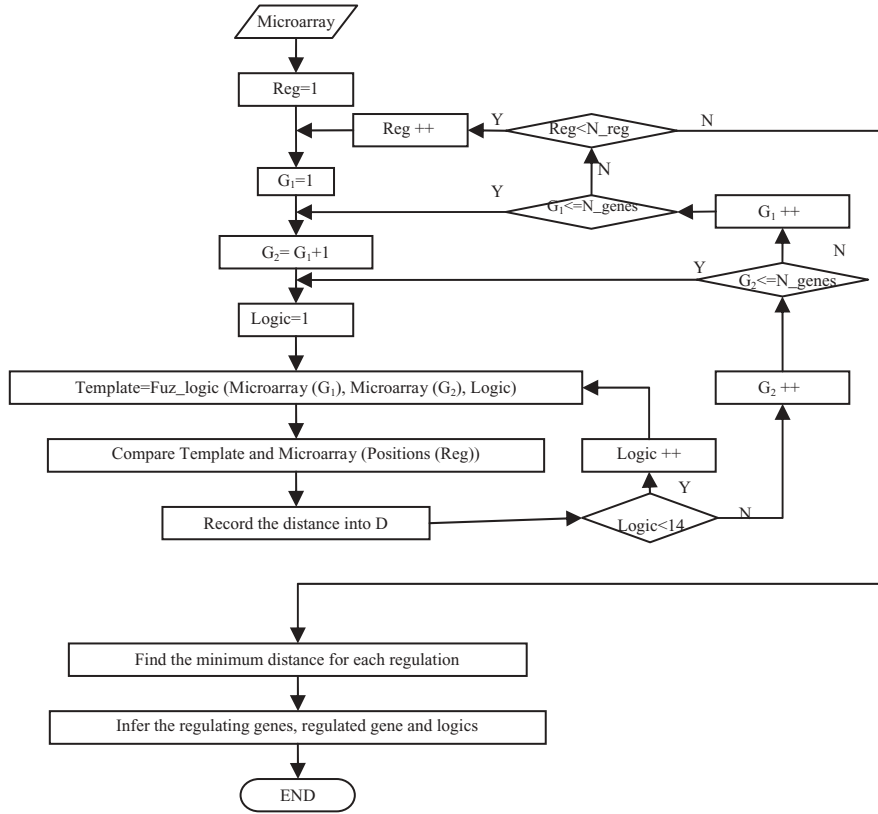 Microarray
Reg=1
Reg ++
Y
Reg<N_reg
N
G₁=1
N
Y
G₁<=N_genes
G₁ ++
G₂= G₁+1
N
Y
G₂<=N_genes
Logic=1
Template=Fuz_logic (Microarray (G₁), Microarray (G₂), Logic)
G₂ ++
Compare Template and Microarray (Positions (Reg))
Logic ++
Y
Record the distance into D
Logic<14
N
Find the minimum distance for each regulation
Infer the regulating genes, regulated gene and logics
END